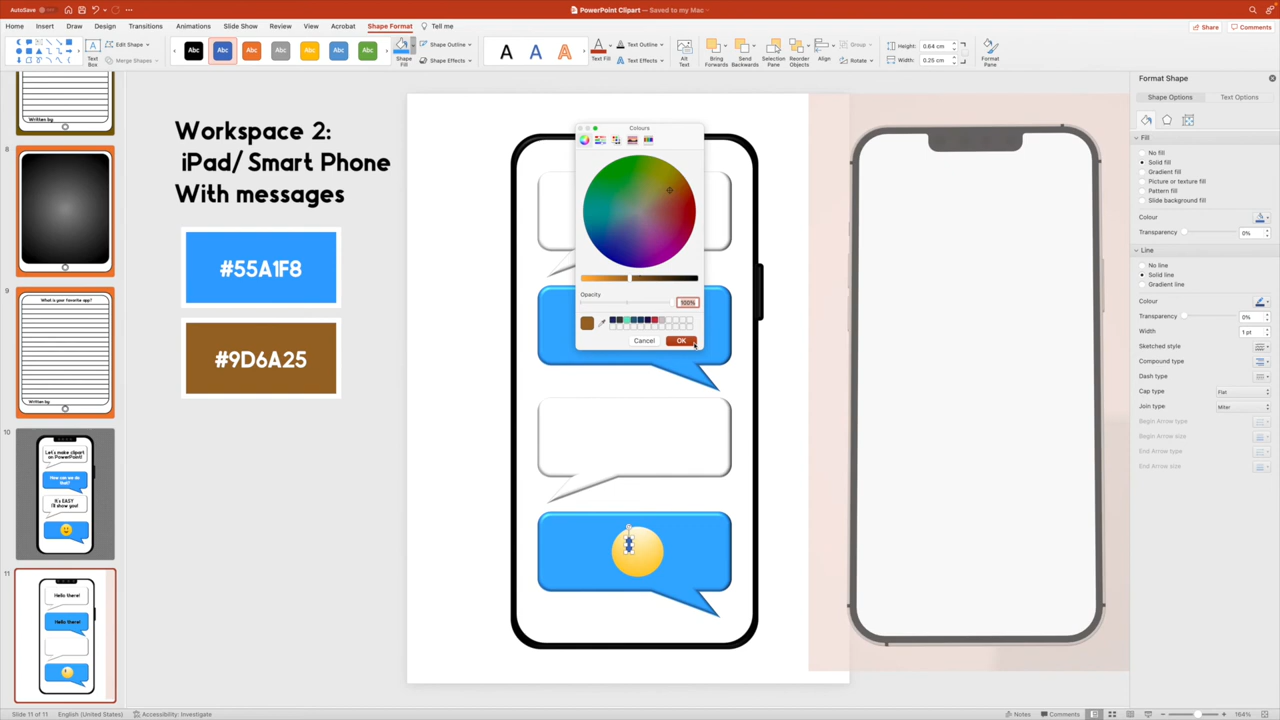 AutoSave
PowerPoint Clipart — Saved to my Mac
Home Insert Draw Design Transitions Animations Slide Show Review View Acrobat Shape Format Tell me
Share Comments
Text Box
Edit Shape
Merge Shapes
Abc Abc Abc Abc Abc Abc Abc
Shape Fill
Shape Outline
Shape Effects
A A A
Text Fill
Text Outline
Text Effects
Alt Text
Bring Forwards
Send Backwards
Selection Pane
Reorder Objects
Align
Group
Rotate
Height: 0.64 cm
Width: 0.25 cm
Format Pane
Written by
8
9
What is your favorite app?
Written by
10
Let's make clipart on PowerPoint!
How can we do that?
It's EASY I'll show you!
11
Hello there!
Hello there!
Workspace 2:
iPad/ Smart Phone
With messages
#55A1F8
#9D6A25
Colours
Opacity
100%
Cancel OK
Format Shape
Shape Options Text Options
Fill
No fill
Solid fill
Gradient fill
Picture or texture fill
Pattern fill
Slide background fill
Colour
Transparency 0%
Line
No line
Solid line
Gradient line
Colour
Transparency 0%
Width 1 pt
Sketched style
Compound type
Dash type
Cap type Flat
Join type Miter
Begin Arrow type
Begin Arrow size
End Arrow type
End Arrow size
Slide 11 of 11 English (United States) Accessibility: Investigate
Notes Comments 164%